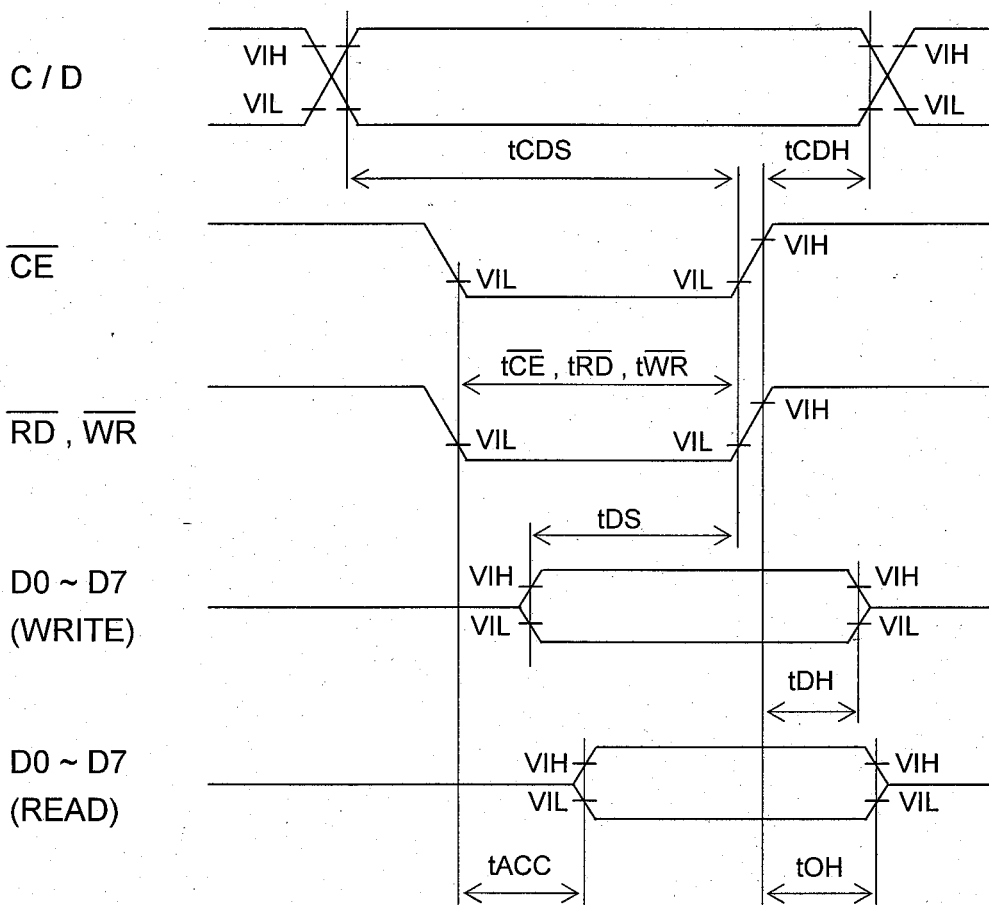 C / D
VIH
VIL
VIH
VIL
tCDS
tCDH
CE
VIL
VIL
VIH
tCE , tRD , tWR
RD , WR
VIL
VIL
VIH
tDS
D0 ~ D7
(WRITE)
VIH
VIL
VIH
VIL
tDH
D0 ~ D7
(READ)
VIH
VIL
VIH
VIL
tACC
tOH